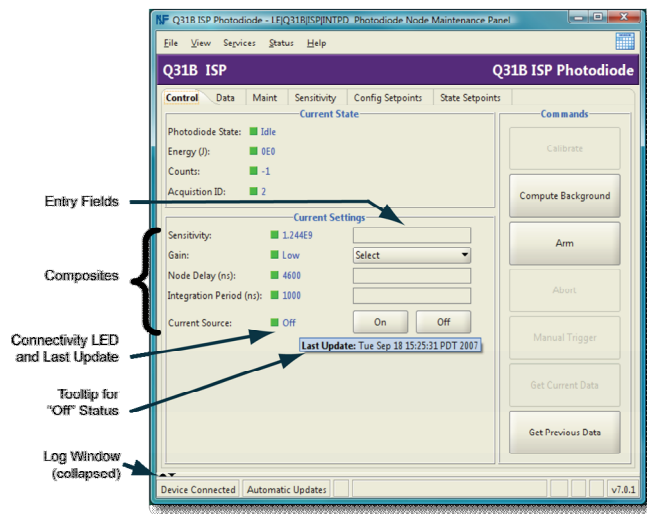 NF Q31B ISP Photodiode - LE|Q31B|ISP|INTPD Photodiode Node Maintenance Panel
File View Services Status Help
Q31B ISP Q31B ISP Photodiode
Control Data Maint Sensitivity Config Setpoints State Setpoints
Current State
Photodiode State: Idle
Energy (J): 0E0
Counts: -1
Acquistion ID: 2
Current Settings
Sensitivity: 1.244E9
Gain: Low Select
Node Delay (ns): 4600
Integration Period (ns): 1000
Current Source: Off On Off
Last Update: Tue Sep 18 15:25:31 PDT 2007
Commands
Calibrate
Compute Background
Arm
Abort
Manual Trigger
Get Current Data
Get Previous Data
Device Connected Automatic Updates v7.0.1
Entry Fields
Composites
Connectivity LED
and Last Update
Tooltip for
"Off" Status
Log Window
(collapsed)